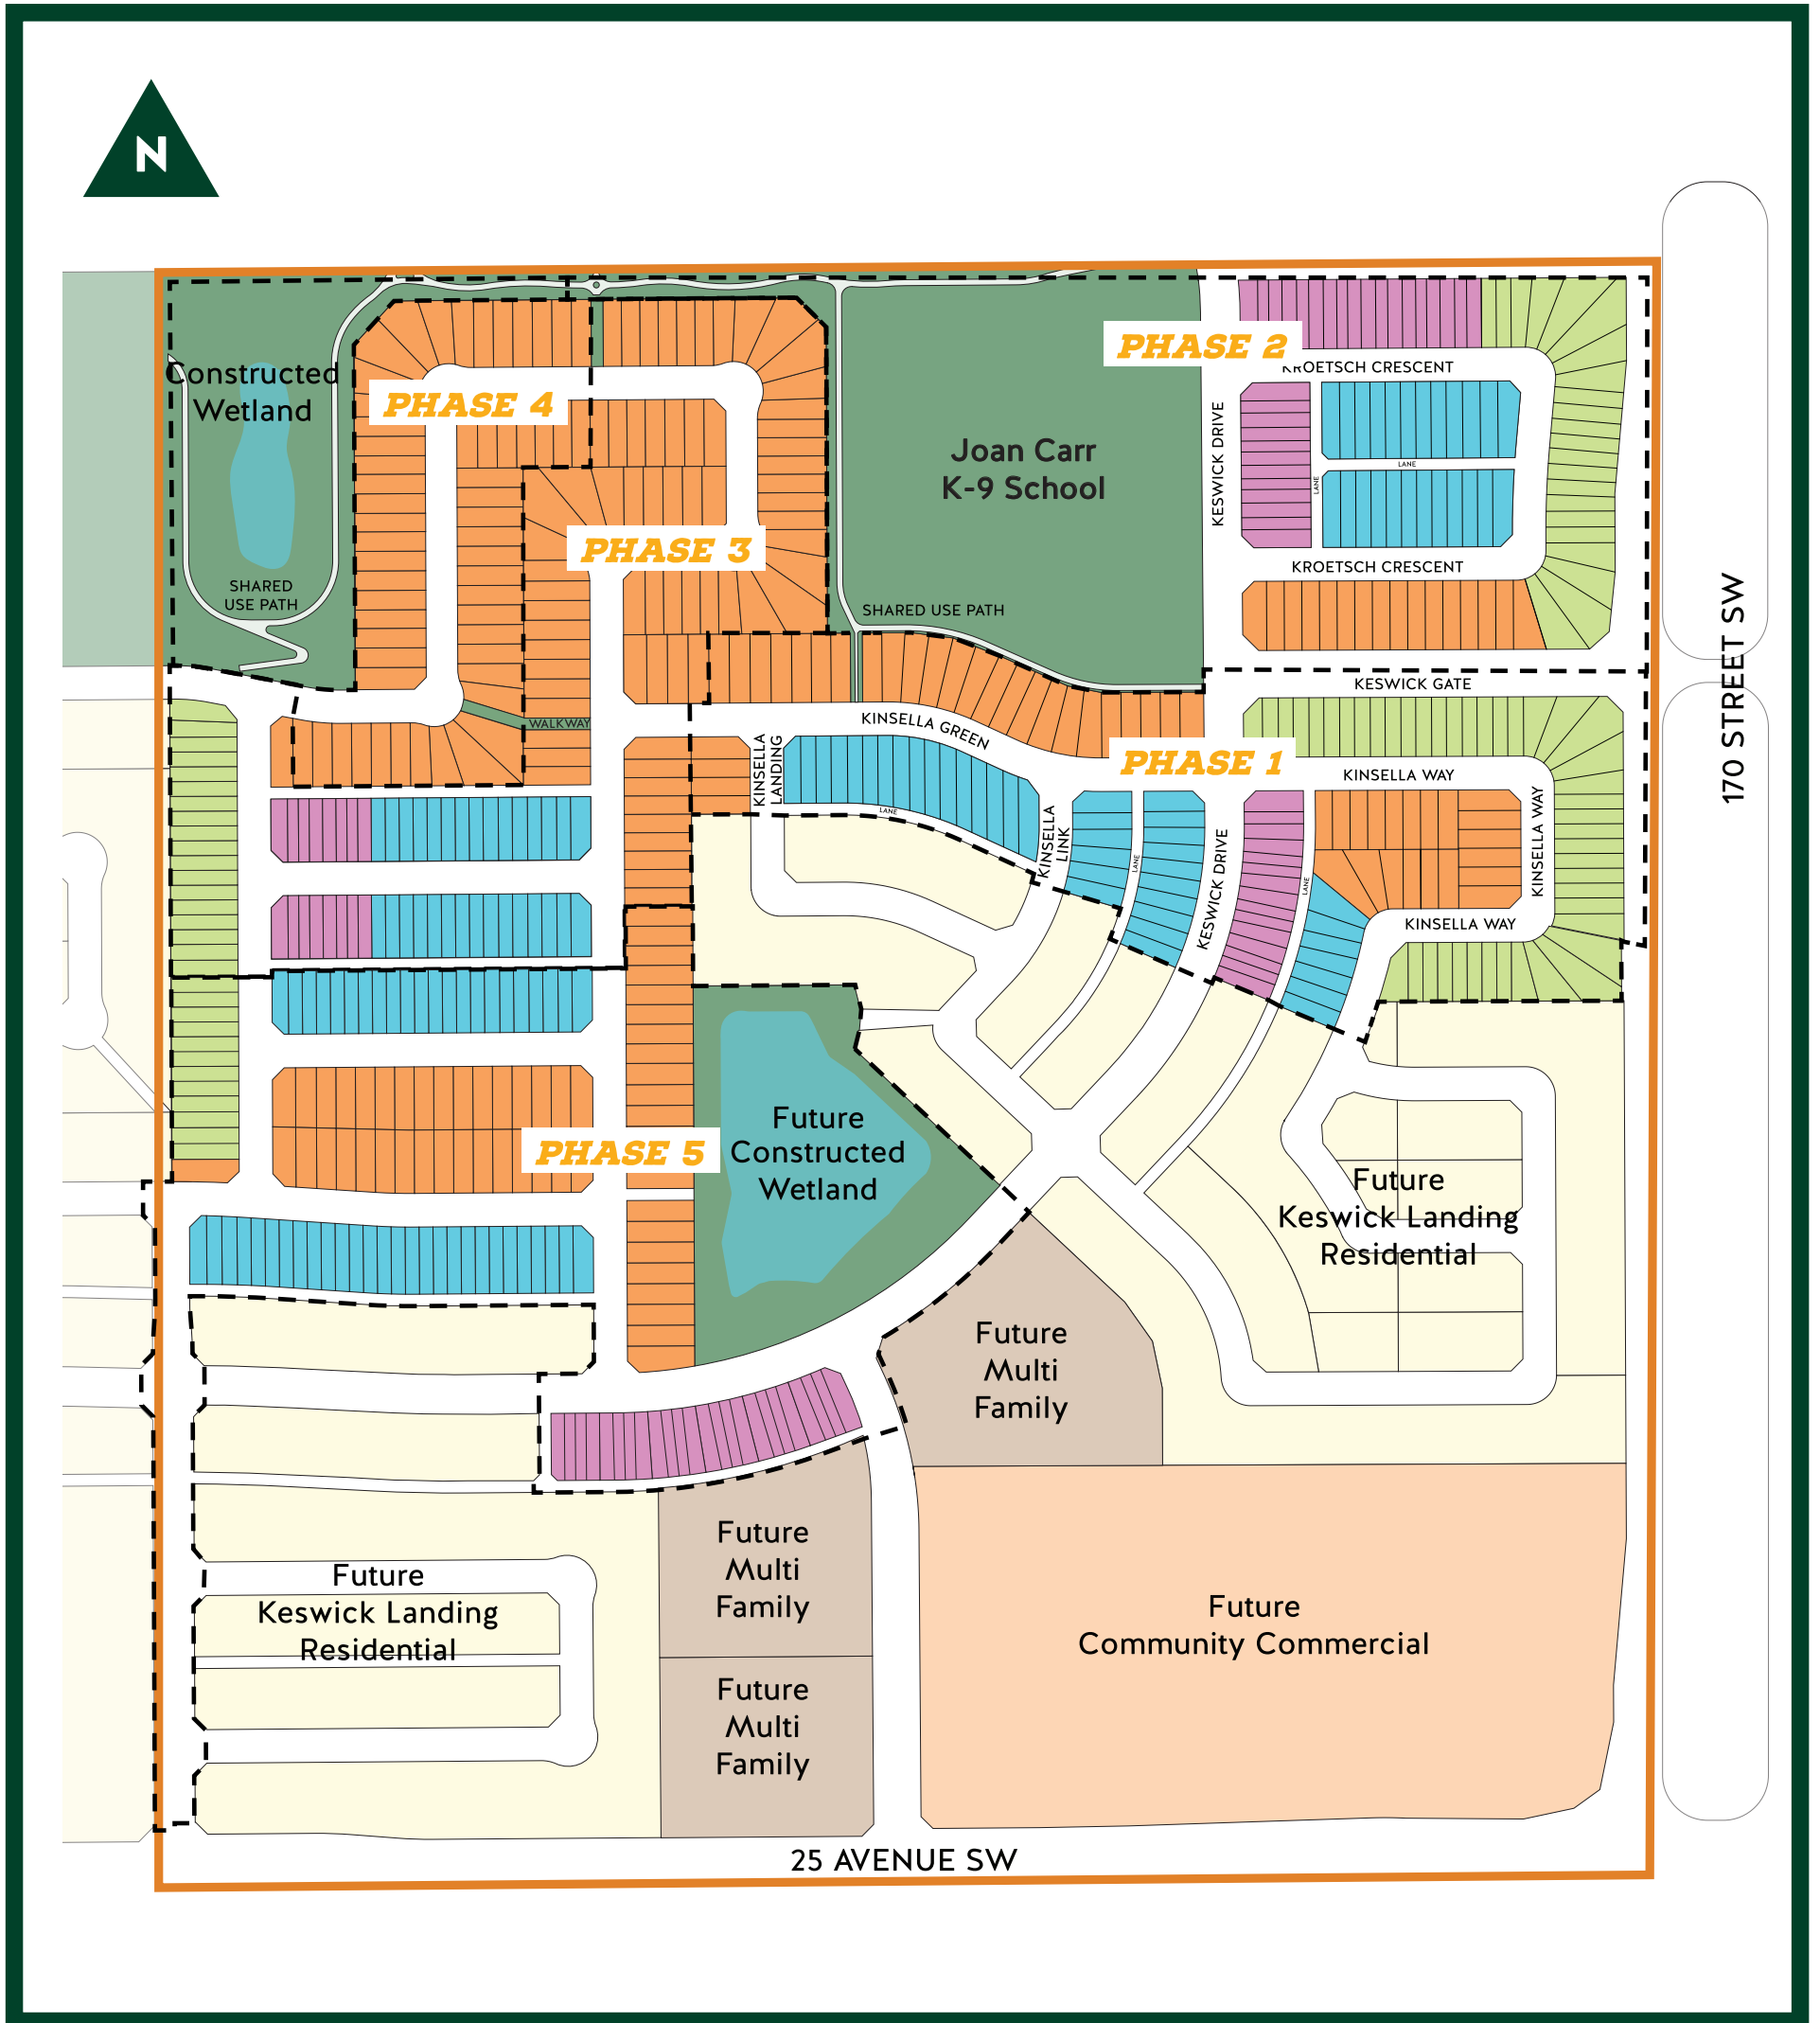 N
PHASE 2
KROETSCH CRESCENT
Constructed
Wetland
PHASE 4
KESWICK DRIVE
Joan Carr
K-9 School
LANE
LANE
PHASE 3
KROETSCH CRESCENT
SHARED
USE PATH
SHARED USE PATH
170 STREET SW
KESWICK GATE
WALKWAY
KINSELLA GREEN
PHASE 1
KINSELLA WAY
KINSELLA
LANDING
LANE
KINSELLA
LINK
LANE
KESWICK DRIVE
LANE
KINSELLA WAY
KINSELLA WAY
PHASE 5
Future
Constructed
Wetland
Future
Keswick Landing
Residential
Future
Multi
Family
Future
Multi
Family
Future
Keswick Landing
Residential
Future
Community Commercial
Future
Multi
Family
25 AVENUE SW